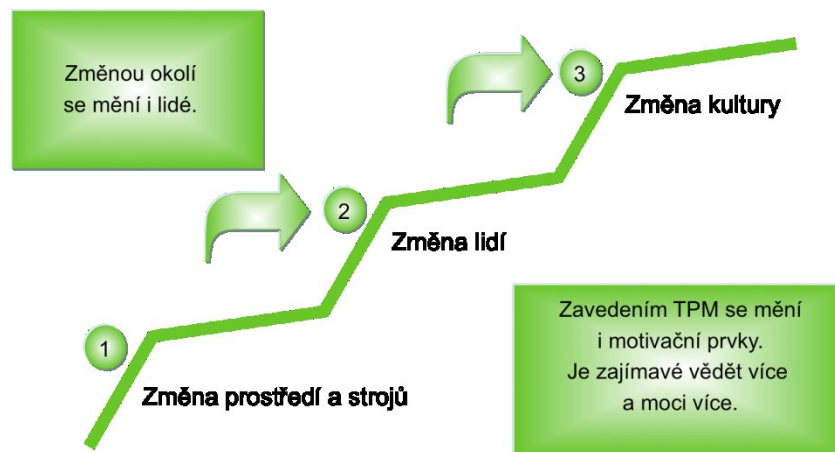 Změnou okolí
se mění i lidé.
3
Změna kultury
2
Změna lidí
1
Změna prostředí a strojů
Zavedením TPM se mění
i motivační prvky.
Je zajímavé vědět více
a moci více.